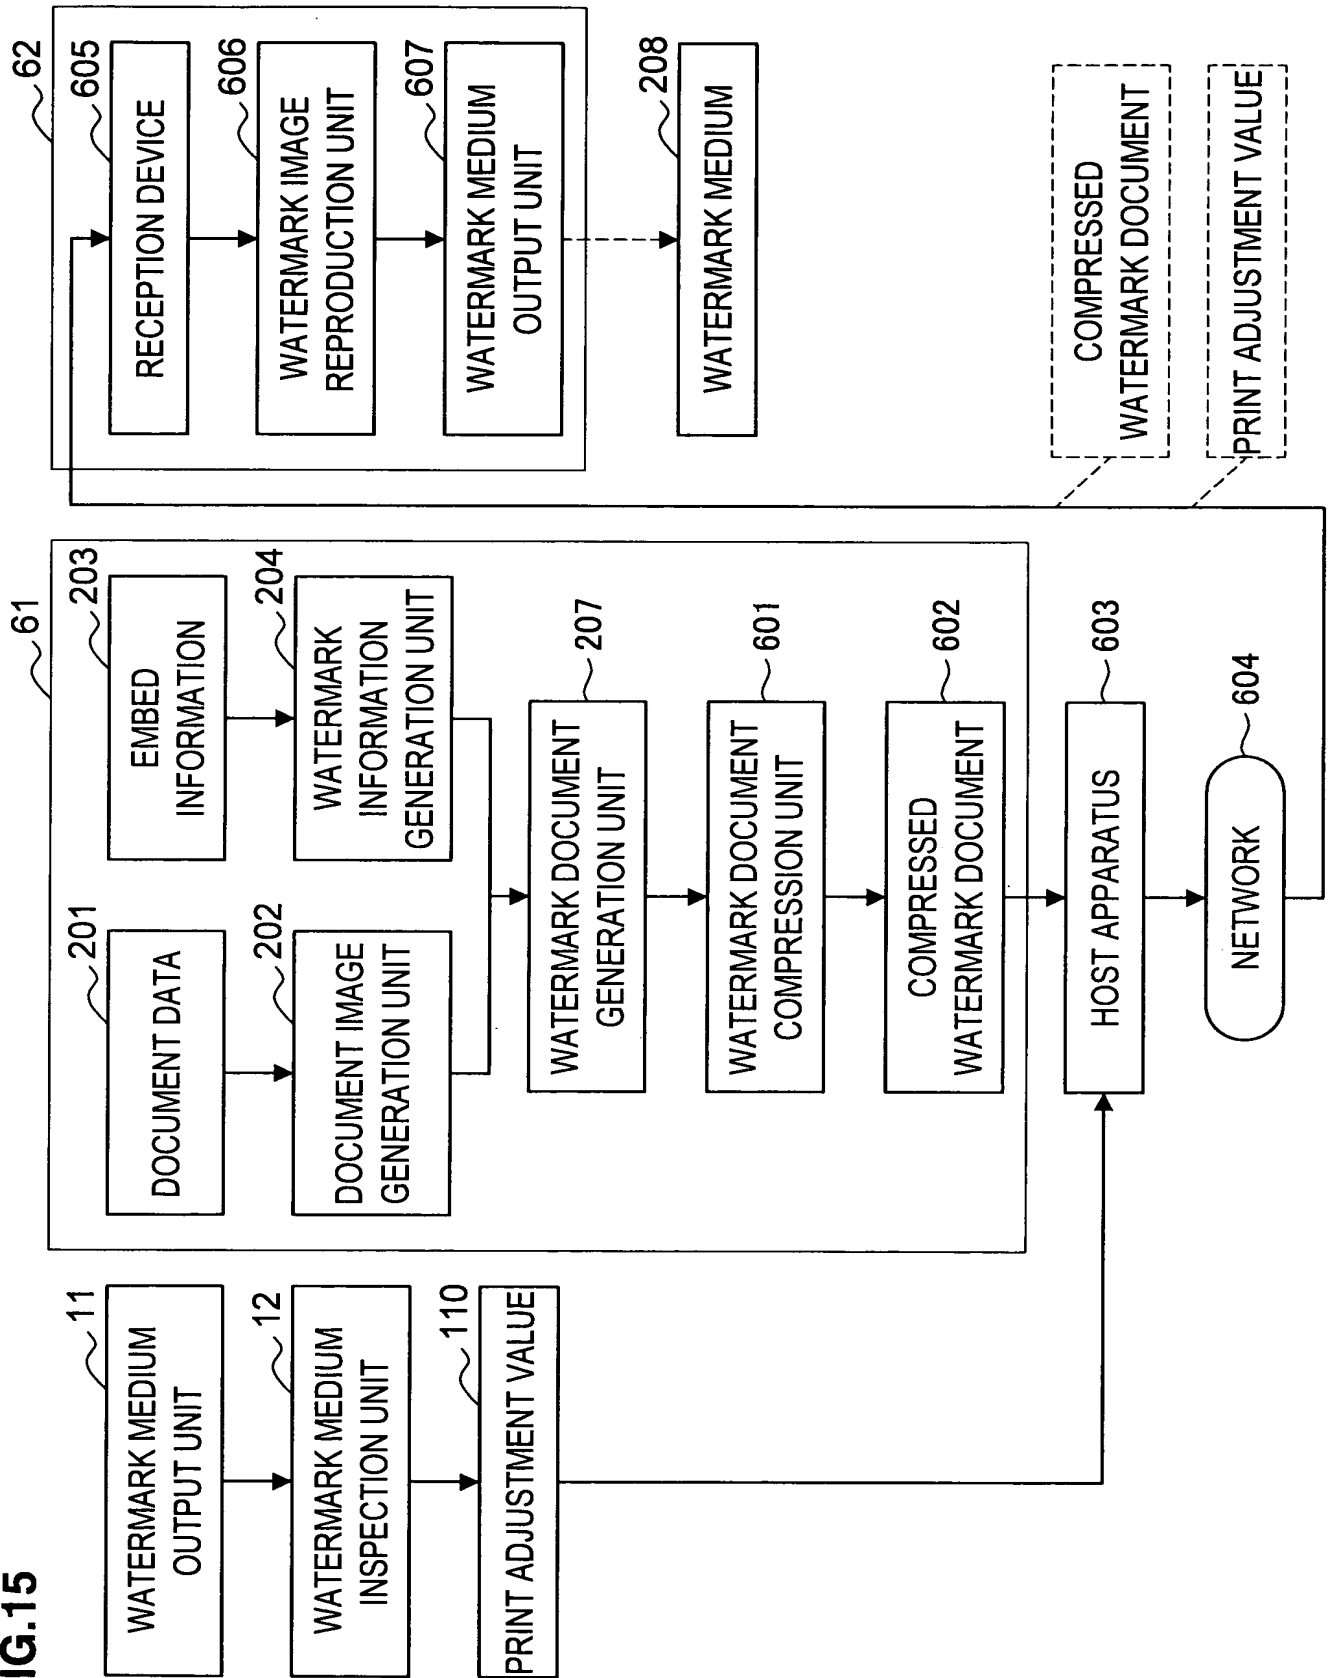 IG.15
11
WATERMARK MEDIUM
OUTPUT UNIT
12
WATERMARK MEDIUM
INSPECTION UNIT
110
PRINT ADJUSTMENT VALUE
61
201
DOCUMENT DATA
202
DOCUMENT IMAGE
GENERATION UNIT
203
EMBED
INFORMATION
204
WATERMARK
INFORMATION
GENERATION UNIT
207
WATERMARK DOCUMENT
GENERATION UNIT
601
WATERMARK DOCUMENT
COMPRESSION UNIT
602
COMPRESSED
WATERMARK DOCUMENT
603
HOST APPARATUS
604
NETWORK
62
605
RECEPTION DEVICE
606
WATERMARK IMAGE
REPRODUCTION UNIT
607
WATERMARK MEDIUM
OUTPUT UNIT
208
WATERMARK MEDIUM
COMPRESSED
WATERMARK DOCUMENT
PRINT ADJUSTMENT VALUE